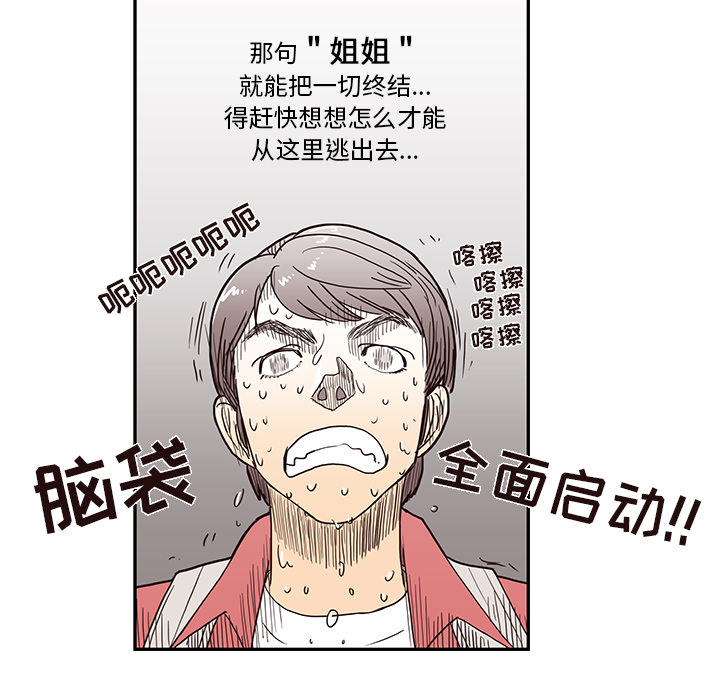 那句"姐姐"
就能把一切终结...
得赶快想想怎么才能
从这里逃出去...
呃呃呃呃呃
喀擦
喀擦
喀擦
喀擦
脑袋
全面启动!!